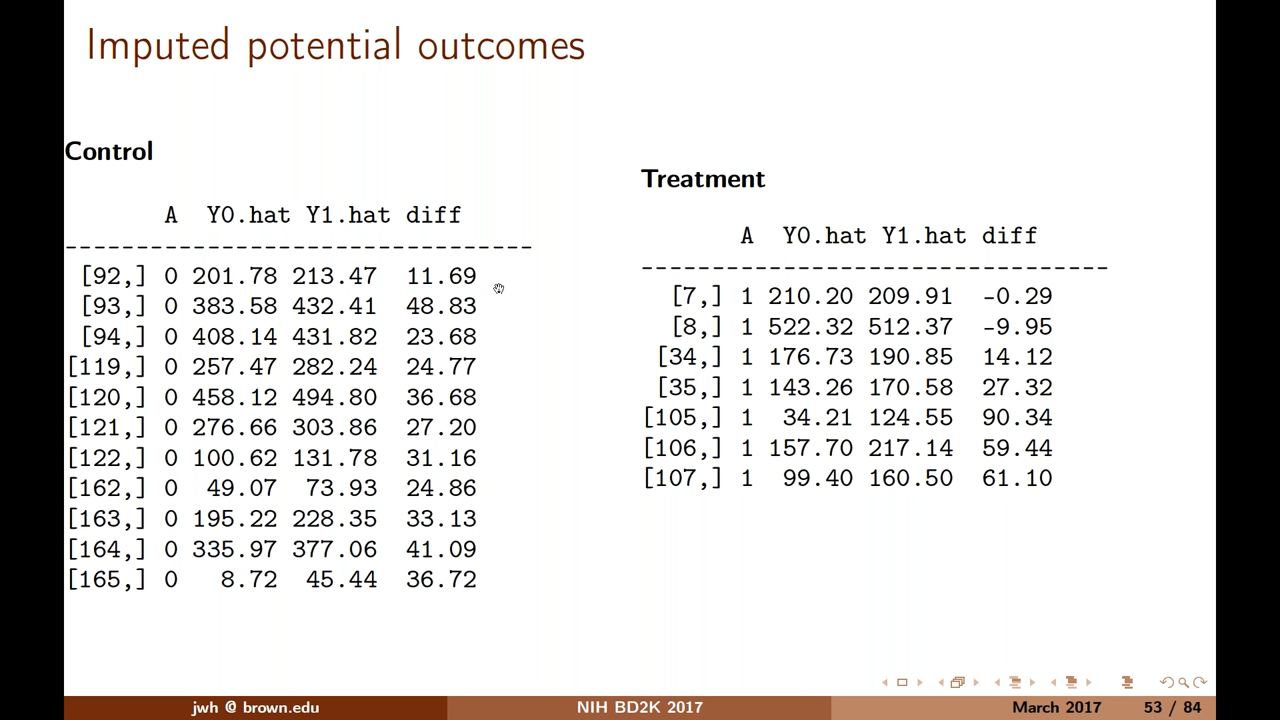 Imputed potential outcomes
Control
A Y0.hat Y1.hat diff
---------------------------------
[92,] 0 201.78 213.47 11.69
[93,] 0 383.58 432.41 48.83
[94,] 0 408.14 431.82 23.68
[119,] 0 257.47 282.24 24.77
[120,] 0 458.12 494.80 36.68
[121,] 0 276.66 303.86 27.20
[122,] 0 100.62 131.78 31.16
[162,] 0 49.07 73.93 24.86
[163,] 0 195.22 228.35 33.13
[164,] 0 335.97 377.06 41.09
[165,] 0 8.72 45.44 36.72
Treatment
A Y0.hat Y1.hat diff
---------------------------------
[7,] 1 210.20 209.91 -0.29
[8,] 1 522.32 512.37 -9.95
[34,] 1 176.73 190.85 14.12
[35,] 1 143.26 170.58 27.32
[105,] 1 34.21 124.55 90.34
[106,] 1 157.70 217.14 59.44
[107,] 1 99.40 160.50 61.10
jwh @ brown.edu NIH BD2K 2017 March 2017 53 / 84